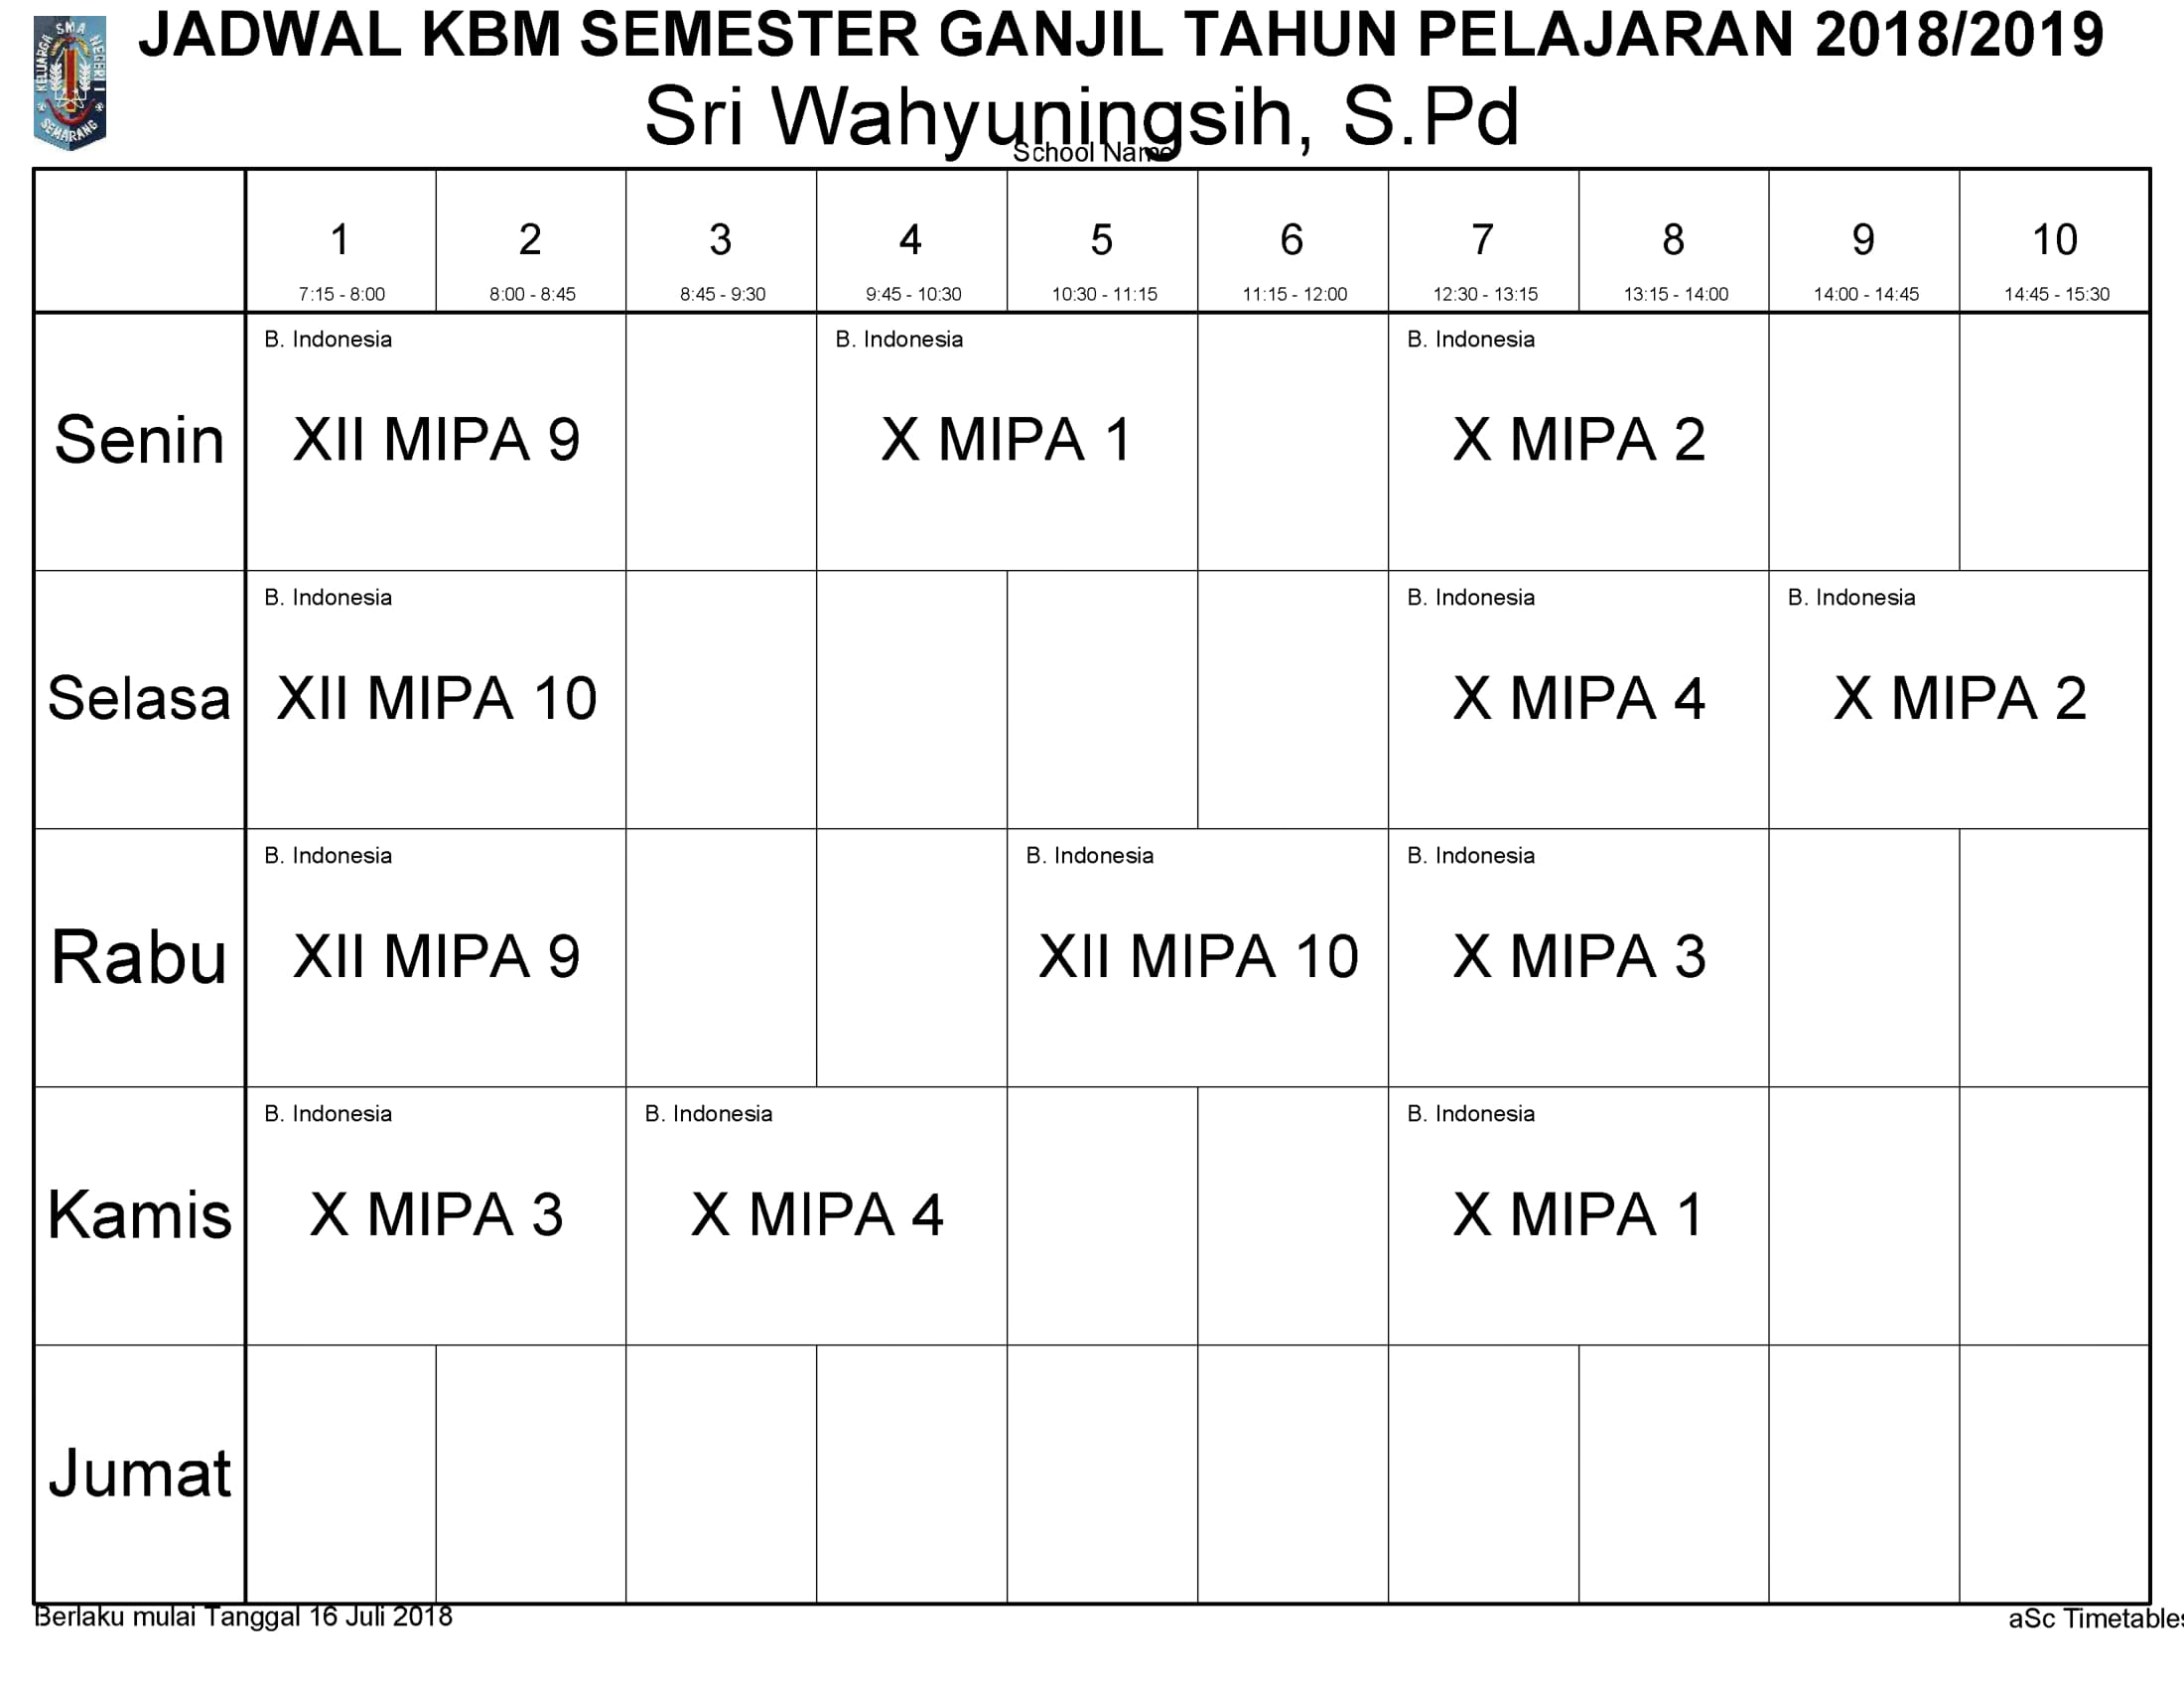 KELUARGA SMA NEGERI 1
SEMARANG
JADWAL KBM SEMESTER GANJIL TAHUN PELAJARAN 2018/2019
Sri Wahyuningsih, S.Pd
School Name
1 2 3 4 5 6 7 8 9 10
7:15 - 8:00 8:00 - 8:45 8:45 - 9:30 9:45 - 10:30 10:30 - 11:15 11:15 - 12:00 12:30 - 13:15 13:15 - 14:00 14:00 - 14:45 14:45 - 15:30
B. Indonesia B. Indonesia B. Indonesia
Senin XII MIPA 9 X MIPA 1 X MIPA 2
B. Indonesia B. Indonesia B. Indonesia
Selasa XII MIPA 10 X MIPA 4 X MIPA 2
B. Indonesia B. Indonesia B. Indonesia
Rabu XII MIPA 9 XII MIPA 10 X MIPA 3
B. Indonesia B. Indonesia B. Indonesia
Kamis X MIPA 3 X MIPA 4 X MIPA 1
Jumat
Berlaku mulai Tanggal 16 Juli 2018 aSc Timetables